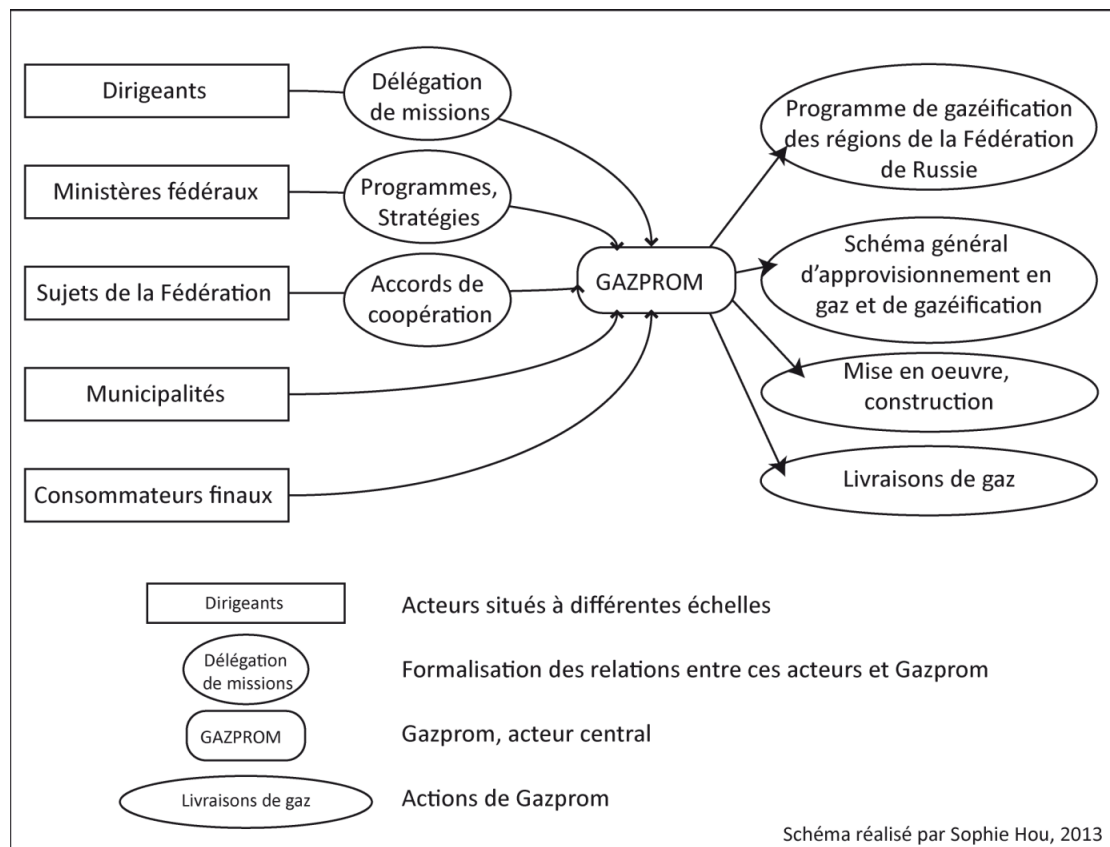 Dirigeants
Délégation
de missions
Programme de gazéification
des régions de la Fédération
de Russie
Ministères fédéraux
Programmes,
Stratégies
Schéma général
d'approvisionnement en
gaz et de gazéification
GAZPROM
Sujets de la Fédération
Accords de
coopération
Mise en oeuvre,
construction
Municipalités
Livraisons de gaz
Consommateurs finaux
Dirigeants
Acteurs situés à différentes échelles
Délégation
de missions
Formalisation des relations entre ces acteurs et Gazprom
GAZPROM
Gazprom, acteur central
Livraisons de gaz
Actions de Gazprom
Schéma réalisé par Sophie Hou, 2013